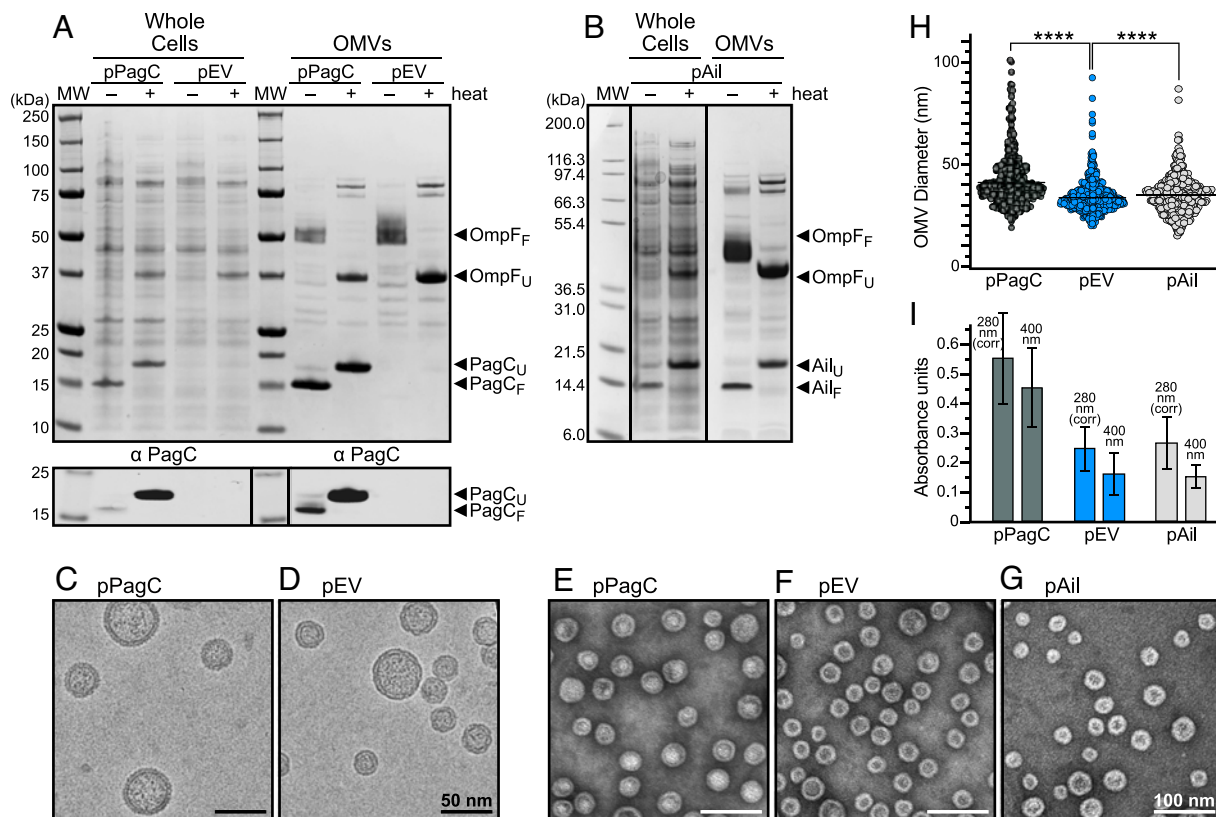 A
Whole
Cells
OMVs
pPagC pEV pPagC pEV
(kDa) MW – + – + MW – + – + heat
250
150
100
75
50
37
25
20
15
10
OmpFF
OmpFU
PagCU
PagCF
α PagC α PagC
25
15
PagCU
PagCF
B
Whole
Cells OMVs
pAil
(kDa) MW – + – + heat
200.0
116.3
97.4
66.3
55.4
36.5
31.0
21.5
14.4
6.0
OmpFF
OmpFU
AilU
AilF
C pPagC
D pEV
50 nm
E pPagC
F pEV
G pAil
100 nm
H
**** ****
OMV Diameter (nm)
100
50
0
pPagC pEV pAil
I
Absorbance units
0.6
0.5
0.4
0.3
0.2
0.1
0
280
nm
(corr)
400
nm
280
nm
(corr)
400
nm
280
nm
(corr)
400
nm
pPagC pEV pAil